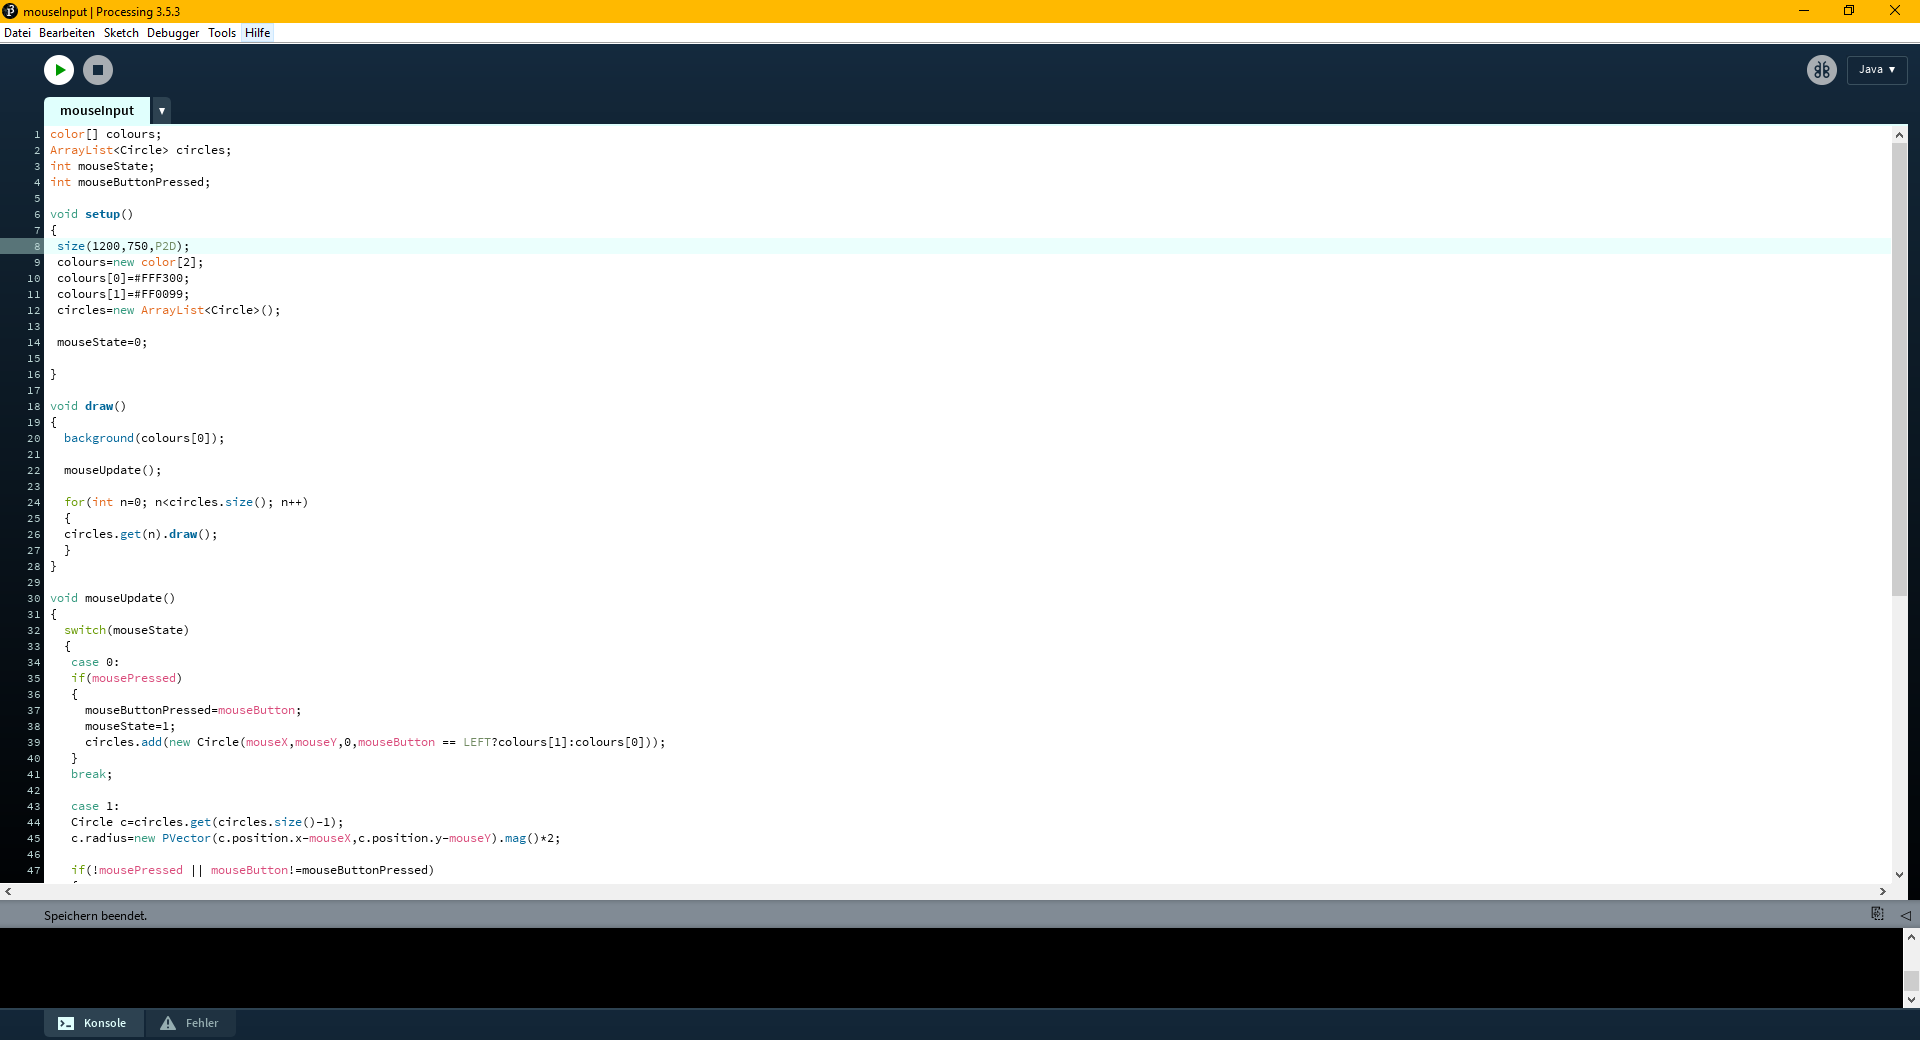 mouseInput | Processing 3.5.3
Datei Bearbeiten Sketch Debugger Tools Hilfe
Java ▼
mouseInput ▼
1 color[] colours;
2 ArrayList<Circle> circles;
3 int mouseState;
4 int mouseButtonPressed;
5
6 void setup()
7 {
8  size(1200,750,P2D);
9  colours=new color[2];
10  colours[0]=#FFF300;
11  colours[1]=#FF0099;
12  circles=new ArrayList<Circle>();
13
14  mouseState=0;
15
16 }
17
18 void draw()
19 {
20   background(colours[0]);
21
22   mouseUpdate();
23
24   for(int n=0; n<circles.size(); n++)
25   {
26   circles.get(n).draw();
27   }
28 }
29
30 void mouseUpdate()
31 {
32   switch(mouseState)
33   {
34    case 0:
35    if(mousePressed)
36    {
37      mouseButtonPressed=mouseButton;
38      mouseState=1;
39      circles.add(new Circle(mouseX,mouseY,0,mouseButton == LEFT?colours[1]:colours[0]));
40    }
41    break;
42
43    case 1:
44    Circle c=circles.get(circles.size()-1);
45    c.radius=new PVector(c.position.x-mouseX,c.position.y-mouseY).mag()*2;
46
47    if(!mousePressed || mouseButton!=mouseButtonPressed)
Speichern beendet.
Konsole Fehler